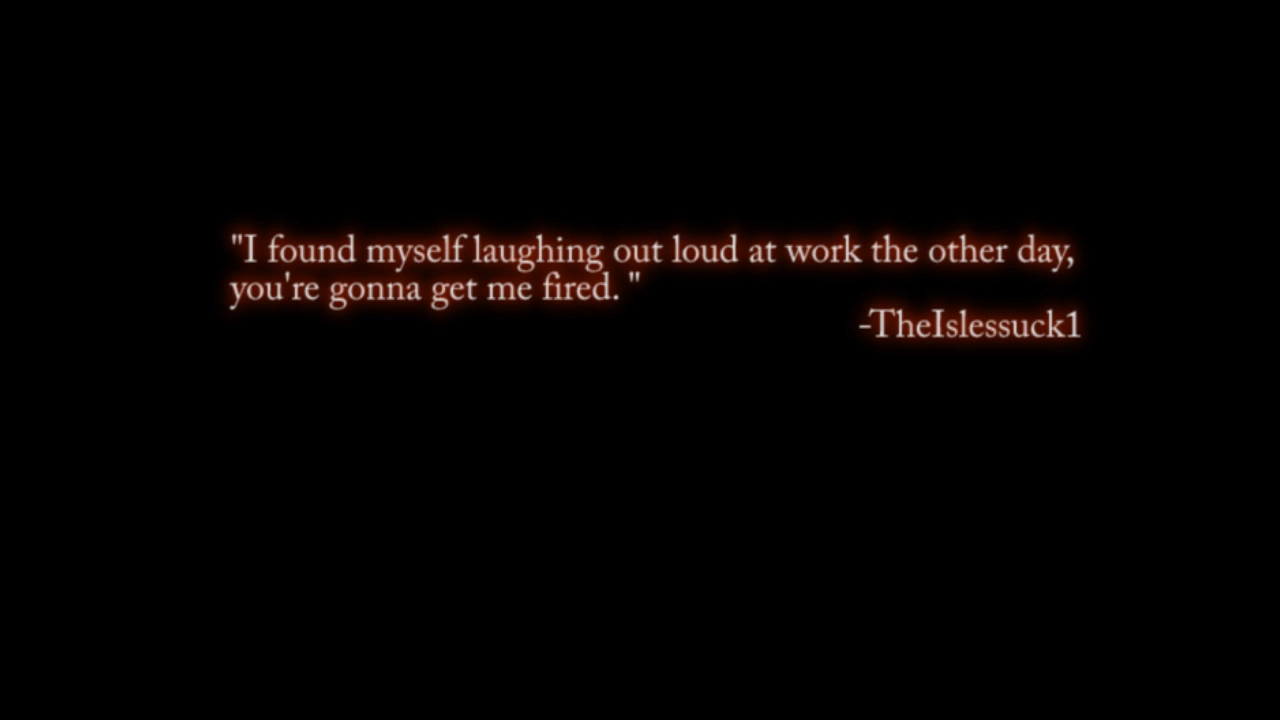 "I found myself laughing out loud at work the other day,
you're gonna get me fired. "
-TheIslessuck1